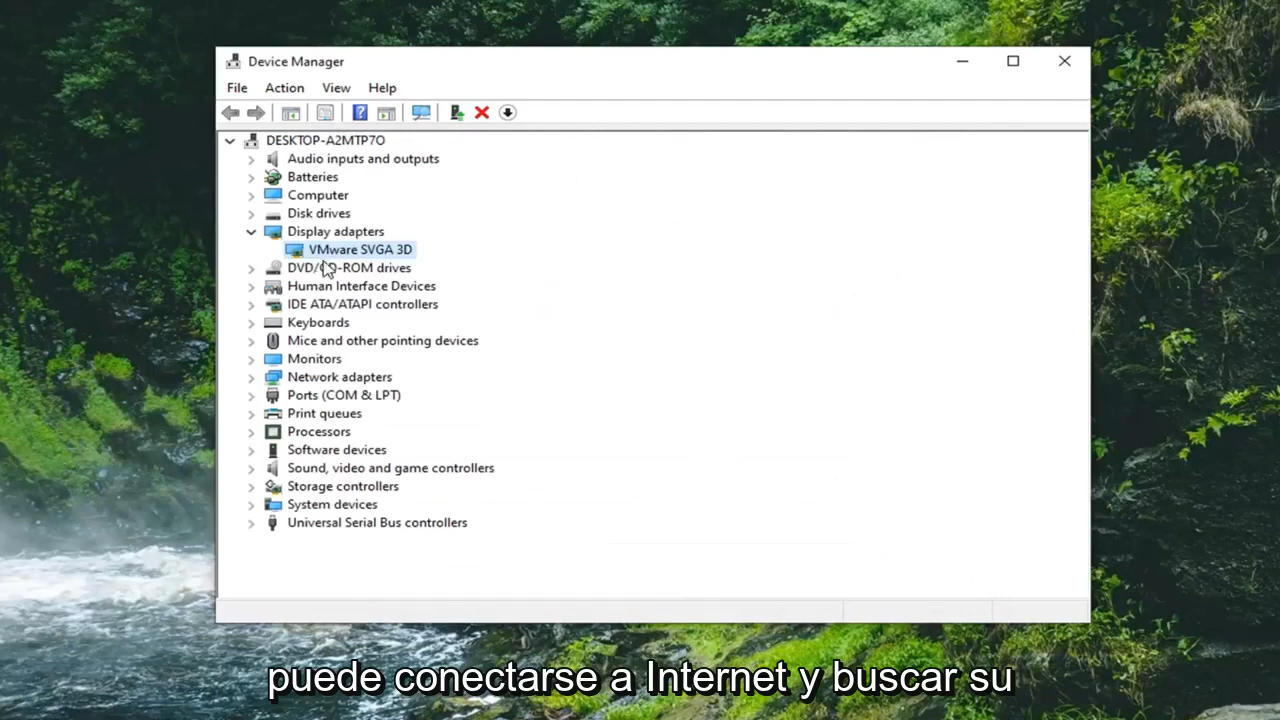 Device Manager
File Action View Help
DESKTOP-A2MTP7O
Audio inputs and outputs
Batteries
Computer
Disk drives
Display adapters
VMware SVGA 3D
DVD/CD-ROM drives
Human Interface Devices
IDE ATA/ATAPI controllers
Keyboards
Mice and other pointing devices
Monitors
Network adapters
Ports (COM & LPT)
Print queues
Processors
Software devices
Sound, video and game controllers
Storage controllers
System devices
Universal Serial Bus controllers
puede conectarse a Internet y buscar su